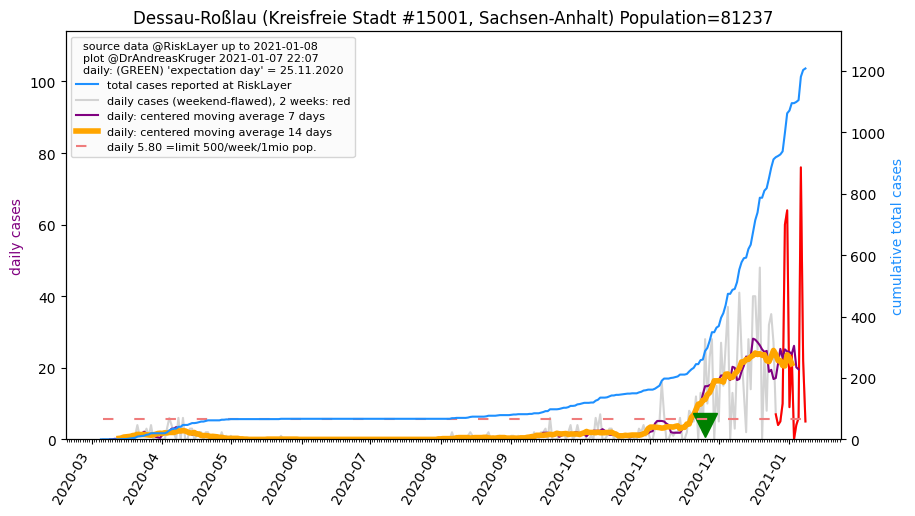 Dessau-Roßlau (Kreisfreie Stadt #15001, Sachsen-Anhalt) Population=81237
source data @RiskLayer up to 2021-01-08
plot @DrAndreasKruger 2021-01-07 22:07
daily: (GREEN) 'expectation day' = 25.11.2020
total cases reported at RiskLayer
daily cases (weekend-flawed), 2 weeks: red
daily: centered moving average 7 days
daily: centered moving average 14 days
daily 5.80 =limit 500/week/1mio pop.
daily cases
100
80
60
40
20
0
cumulative total cases
1200
1000
800
600
400
200
0
2020-03
2020-04
2020-05
2020-06
2020-07
2020-08
2020-09
2020-10
2020-11
2020-12
2021-01